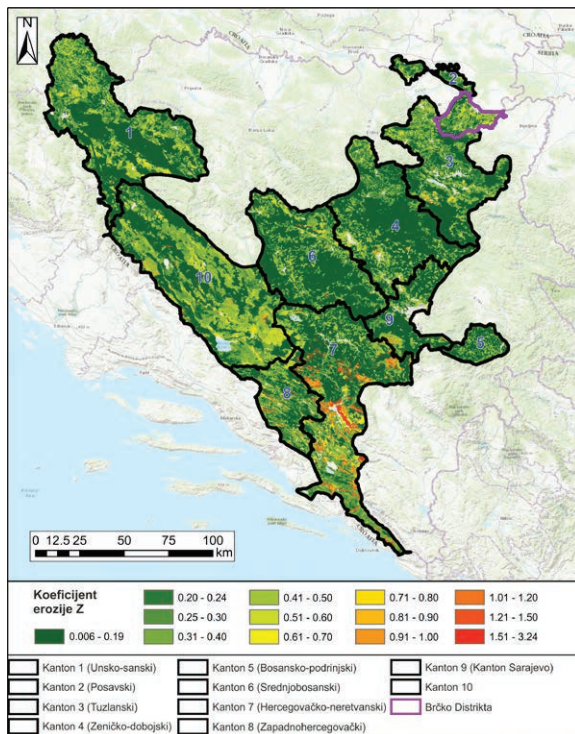 N
CROATIA
CROATIA
SERBIA
1
2
3
4
5
6
7
8
9
10
CROATIA
CROATIA
0 12.5 25 50 75 100
km
Koeficijent
erozije Z
0.006 - 0.19
0.20 - 0.24
0.25 - 0.30
0.31 - 0.40
0.41 - 0.50
0.51 - 0.60
0.61 - 0.70
0.71 - 0.80
0.81 - 0.90
0.91 - 1.00
1.01 - 1.20
1.21 - 1.50
1.51 - 3.24
Kanton 1 (Unsko-sanski)
Kanton 2 (Posavski)
Kanton 3 (Tuzlanski)
Kanton 4 (Zeničko-dobojski)
Kanton 5 (Bosansko-podrinjski)
Kanton 6 (Srednjobosanski)
Kanton 7 (Hercegovačko-neretvanski)
Kanton 8 (Zapadnohercegovački)
Kanton 9 (Kanton Sarajevo)
Kanton 10
Brčko Distrikta